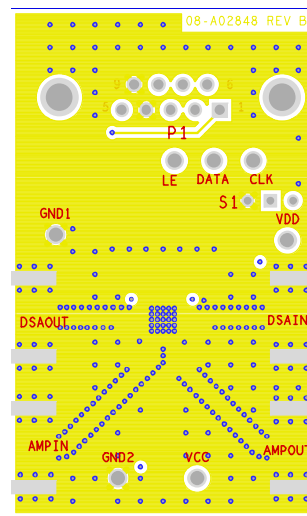 08-A02848 REV B
9 6
5 1
P1
LE DATA CLK
S1
GND1 VDD
DSAOUT DSAIN
AMPIN AMPOUT
GND2 VCC